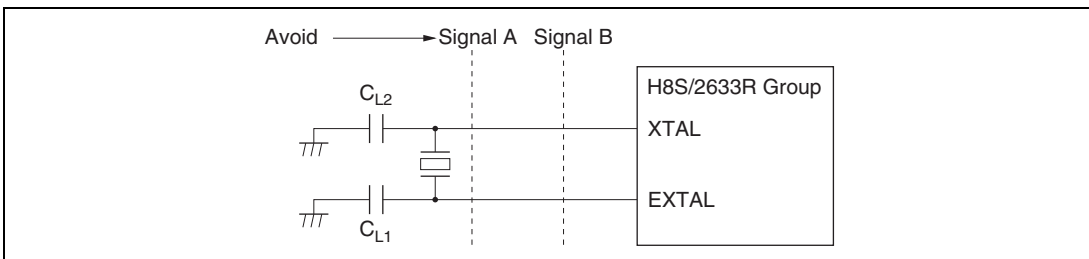 Avoid Signal A Signal B
H8S/2633R Group
CL2
XTAL
EXTAL
CL1